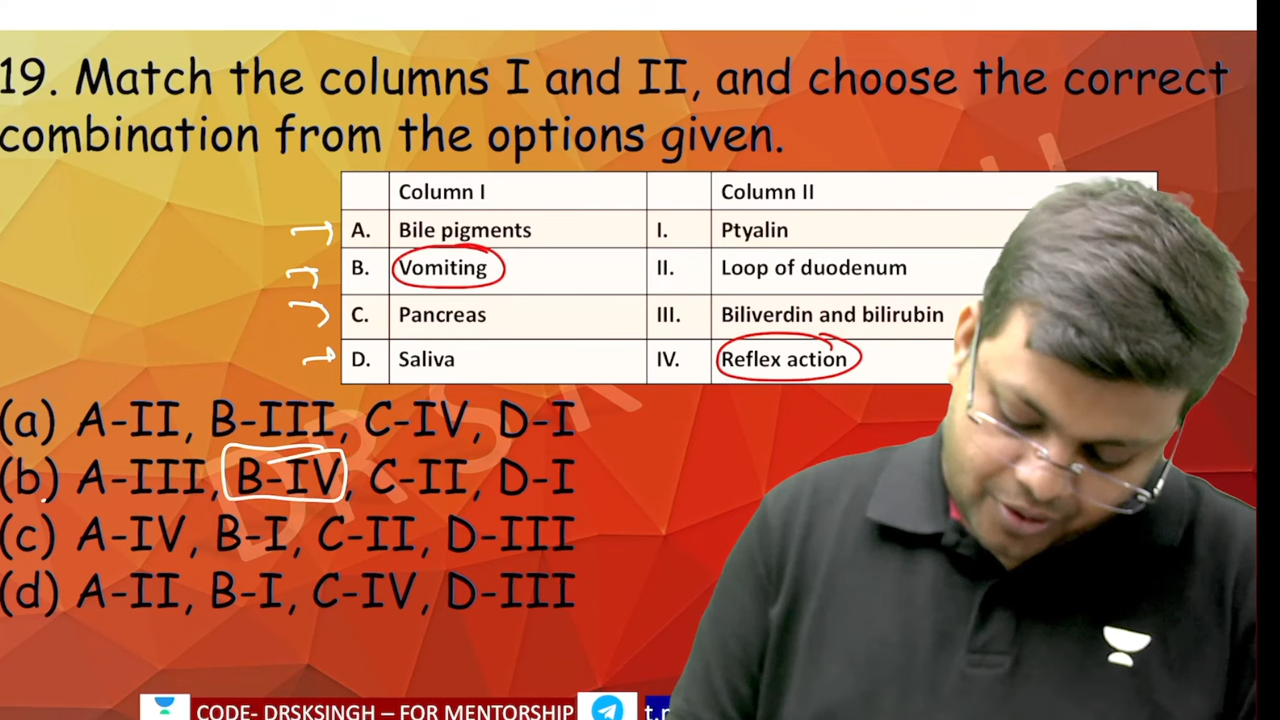 19. Match the columns I and II, and choose the correct
combination from the options given.
Column I Column II
A. Bile pigments I. Ptyalin
B. Vomiting II. Loop of duodenum
C. Pancreas III. Biliverdin and bilirubin
D. Saliva IV. Reflex action
(a) A-II, B-III, C-IV, D-I
(b) A-III, B-IV, C-II, D-I
(c) A-IV, B-I, C-II, D-III
(d) A-II, B-I, C-IV, D-III
CODE- DRSKSINGH – FOR MENTORSHIP